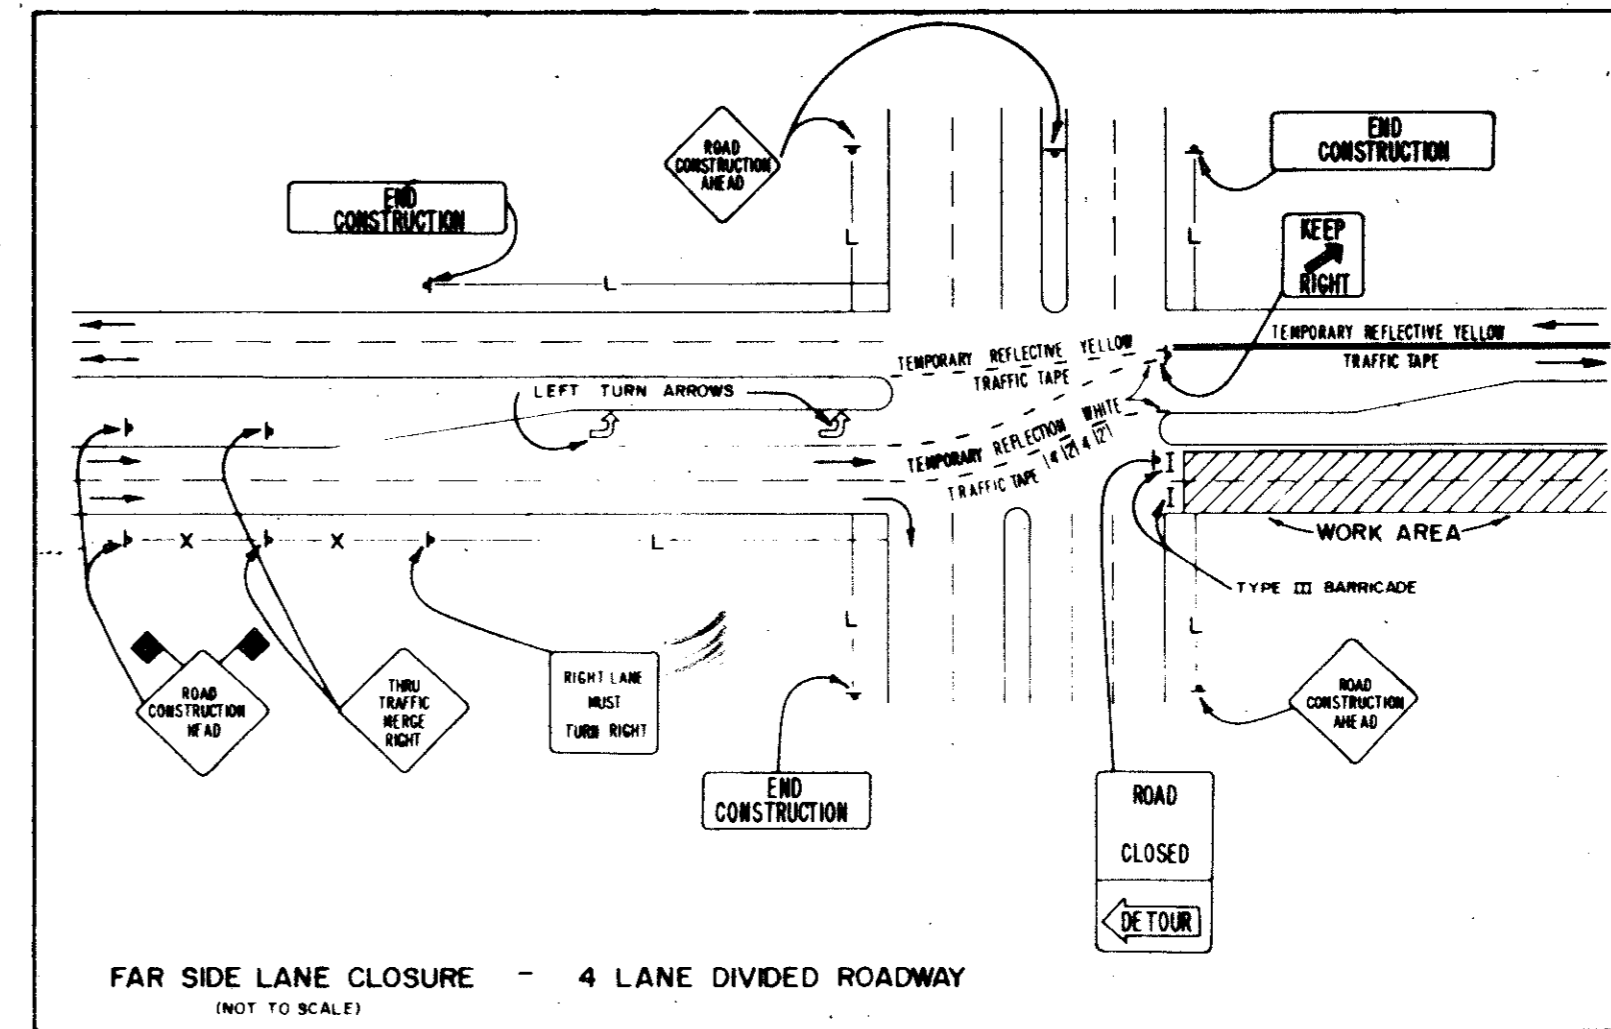 ROAD
CONSTRUCTION
AHEAD
END
CONSTRUCTION
END
CONSTRUCTION
KEEP
RIGHT
L
L
L
TEMPORARY REFLECTIVE YELLOW
TRAFFIC TAPE
TEMPORARY REFLECTIVE YELLOW
TRAFFIC TAPE
LEFT TURN ARROWS
TEMPORARY REFLECTION WHITE
TRAFFIC TAPE
X
X
L
WORK AREA
TYPE III BARRICADE
L
L
ROAD
CONSTRUCTION
HEAD
THRU
TRAFFIC
MERGE
RIGHT
RIGHT LANE
MUST
TURN RIGHT
END
CONSTRUCTION
ROAD
CONSTRUCTION
AHEAD
ROAD
CLOSED
DETOUR
FAR SIDE LANE CLOSURE - 4 LANE DIVIDED ROADWAY
(NOT TO SCALE)